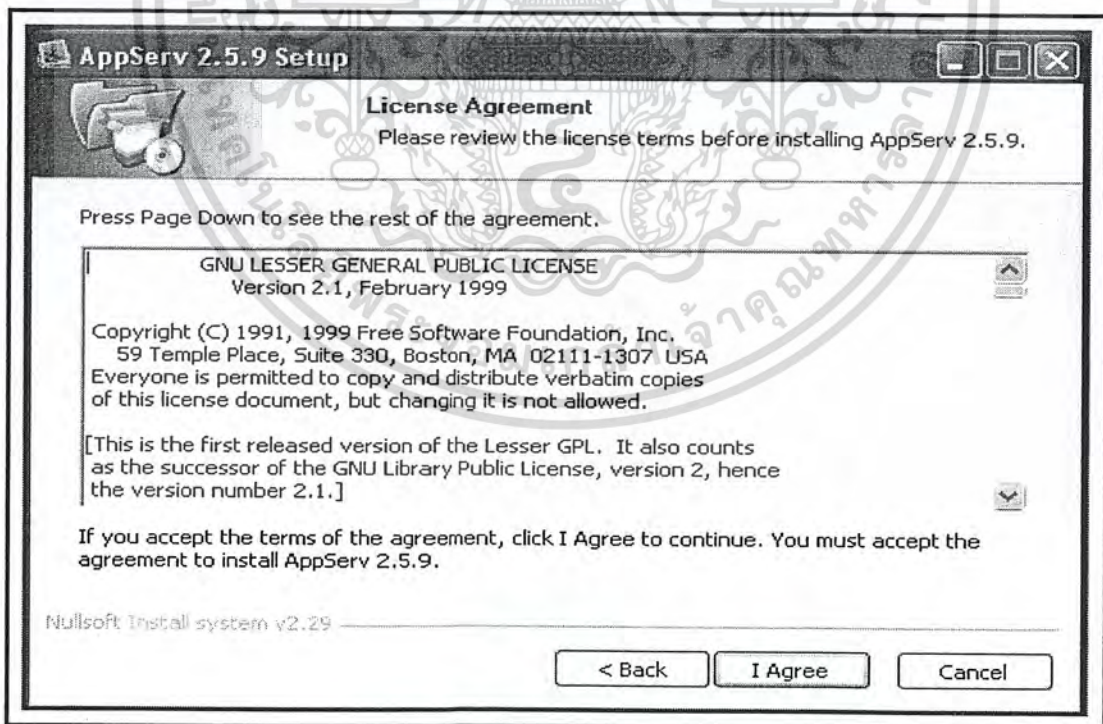 AppServ 2.5.9 Setup
License Agreement
Please review the license terms before installing AppServ 2.5.9.
Press Page Down to see the rest of the agreement.
GNU LESSER GENERAL PUBLIC LICENSE
Version 2.1, February 1999
Copyright (C) 1991, 1999 Free Software Foundation, Inc.
59 Temple Place, Suite 330, Boston, MA 02111-1307 USA
Everyone is permitted to copy and distribute verbatim copies
of this license document, but changing it is not allowed.
[This is the first released version of the Lesser GPL. It also counts
as the successor of the GNU Library Public License, version 2, hence
the version number 2.1.]
If you accept the terms of the agreement, click I Agree to continue. You must accept the
agreement to install AppServ 2.5.9.
Nullsoft Install system v2.29
< Back
I Agree
Cancel